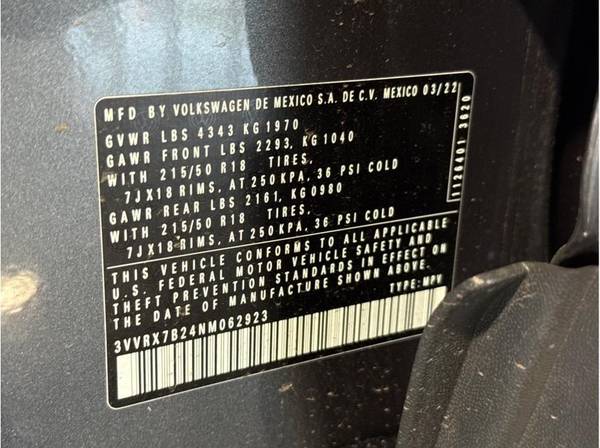 MFD BY VOLKSWAGEN DE MEXICO S.A. DE C.V. MEXICO 03/22
GVWR LBS 4343 KG 1970
GAWR FRONT LBS 2293, KG 1040
WITH 215/50 R18 TIRES,
7JX18 RIMS, AT 250 KPA, 36 PSI COLD
GAWR REAR LBS 2161, KG 0980
WITH 215/50 R18 TIRES,
7JX18 RIMS, AT 250 KPA, 36 PSI COLD
THIS VEHICLE CONFORMS TO ALL APPLICABLE
U.S. FEDERAL MOTOR VEHICLE SAFETY AND
THEFT PREVENTION STANDARDS IN EFFECT ON
THE DATE OF MANUFACTURE SHOWN ABOVE.
3VVRX7B24NM062923 TYPE: MPV
1126401 3020